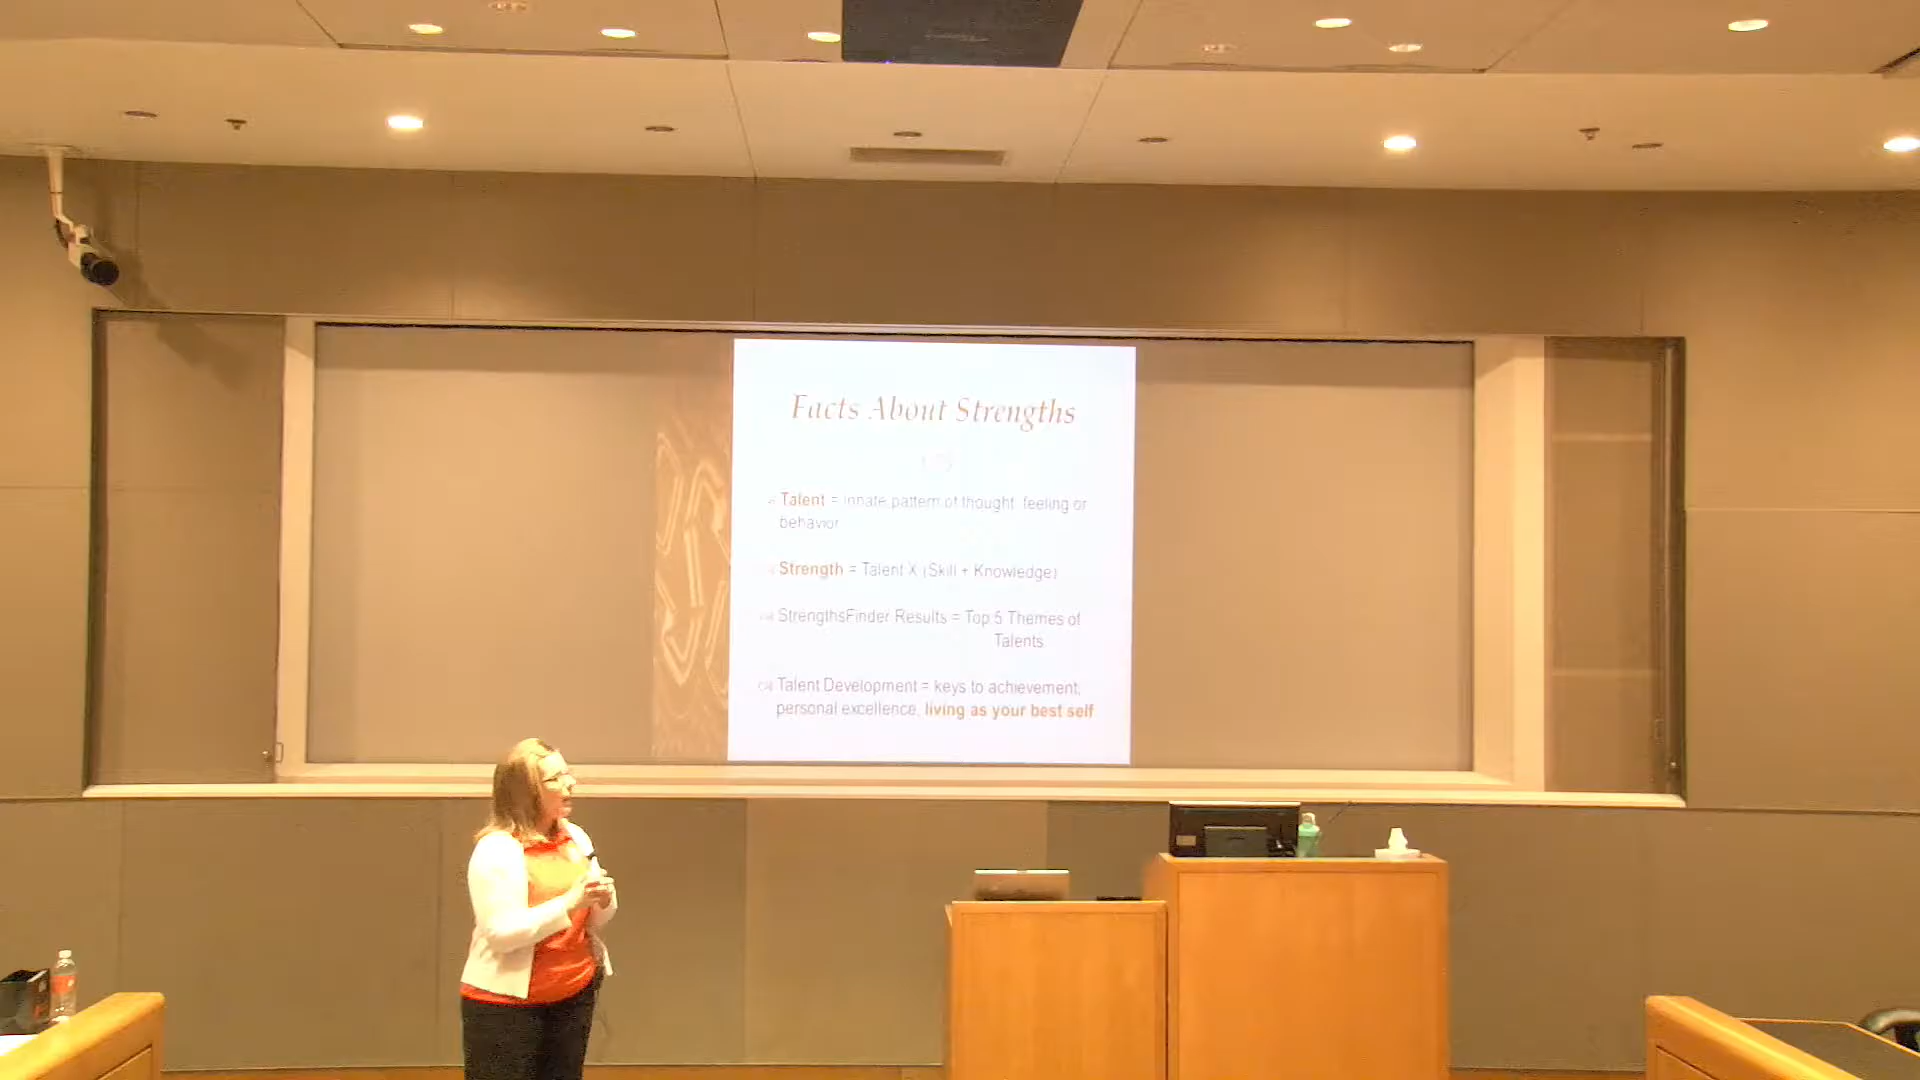 Facts About Strengths
Talent = innate pattern of thought, feeling or
behavior
Strength = Talent X (Skill + Knowledge)
StrengthsFinder Results = Top 5 Themes of
Talents
Talent Development = keys to achievement,
personal excellence, living as your best self